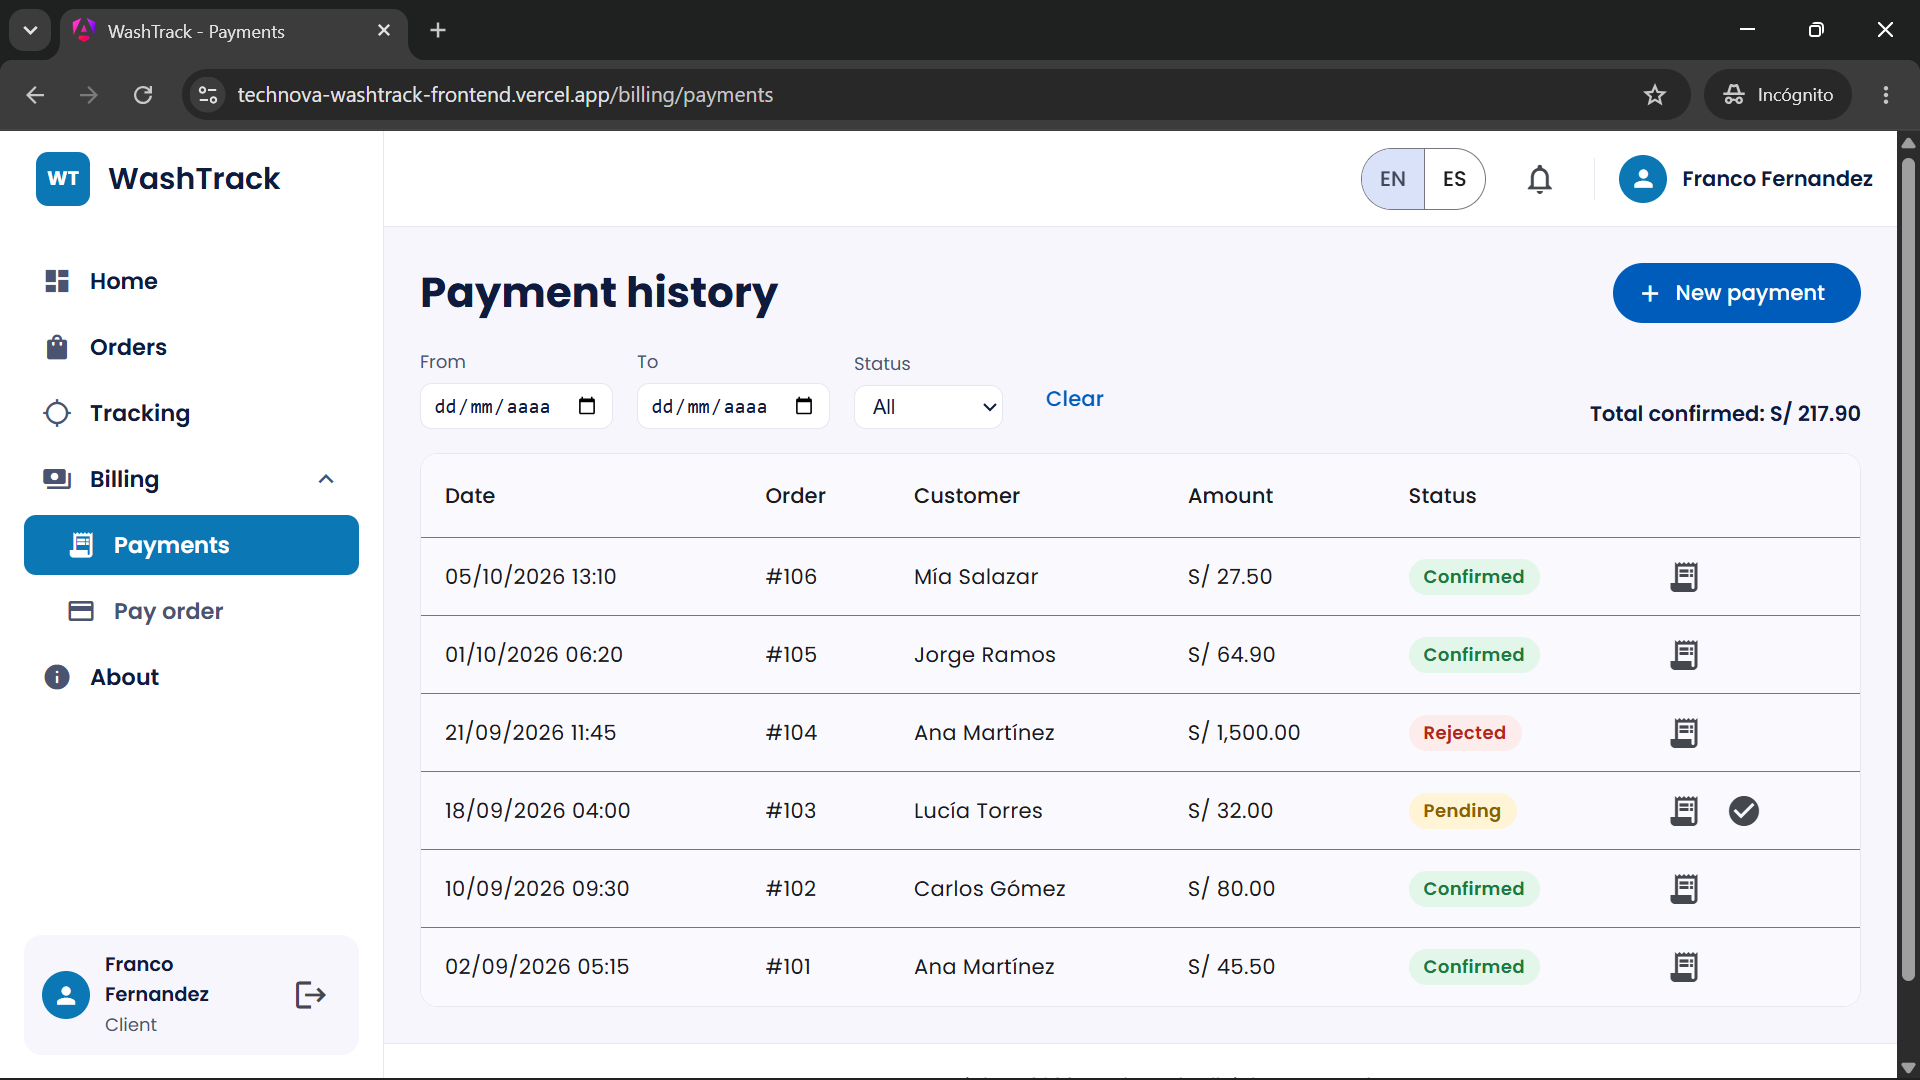 WashTrack - Payments
technova-washtrack-frontend.vercel.app/billing/payments
Incógnito
WT WashTrack
EN ES
Franco Fernandez
Home
Orders
Tracking
Billing
Payments
Pay order
About
Franco
Fernandez
Client
Payment history
+ New payment
From To Status
dd/mm/aaaa dd/mm/aaaa All Clear
Total confirmed: S/ 217.90
Date Order Customer Amount Status
05/10/2026 13:10 #106 Mía Salazar S/ 27.50 Confirmed
01/10/2026 06:20 #105 Jorge Ramos S/ 64.90 Confirmed
21/09/2026 11:45 #104 Ana Martínez S/ 1,500.00 Rejected
18/09/2026 04:00 #103 Lucía Torres S/ 32.00 Pending
10/09/2026 09:30 #102 Carlos Gómez S/ 80.00 Confirmed
02/09/2026 05:15 #101 Ana Martínez S/ 45.50 Confirmed